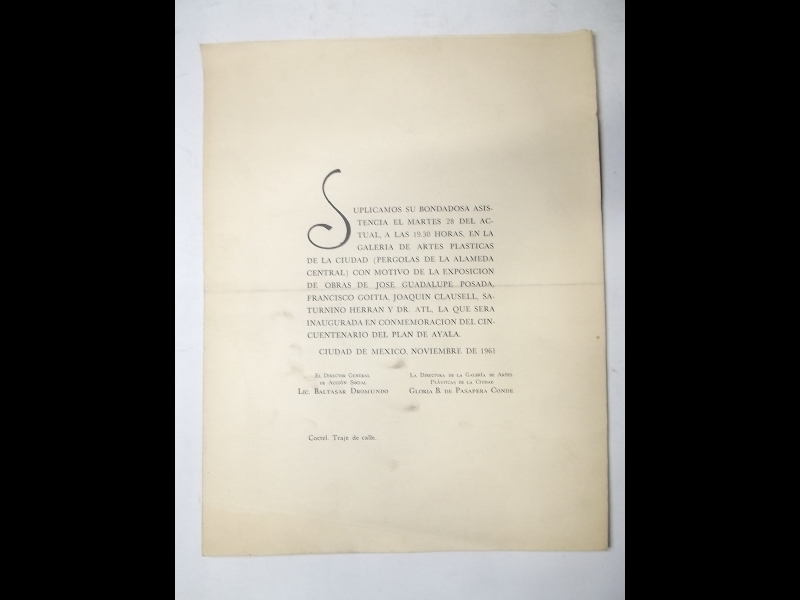 SUPLICAMOS SU BONDADOSA ASIS-
TENCIA EL MARTES 28 DEL AC-
TUAL, A LAS 19.30 HORAS, EN LA
GALERIA DE ARTES PLASTICAS
DE LA CIUDAD (PERGOLAS DE LA ALAMEDA
CENTRAL) CON MOTIVO DE LA EXPOSICION
DE OBRAS DE JOSE GUADALUPE POSADA,
FRANCISCO GOITIA, JOAQUIN CLAUSELL, SA-
TURNINO HERRAN Y DR. ATL, LA QUE SERA
INAUGURADA EN CONMEMORACION DEL CIN-
CUENTENARIO DEL PLAN DE AYALA.
CIUDAD DE MEXICO, NOVIEMBRE DE 1961
EL DIRECTOR GENERAL
DE ACCIÓN SOCIAL
LIC. BALTASAR DROMUNDO
LA DIRECTORA DE LA GALERÍA DE ARTES
PLÁSTICAS DE LA CIUDAD
GLORIA B. DE PASAPERA CONDE
Coctel. Traje de calle.